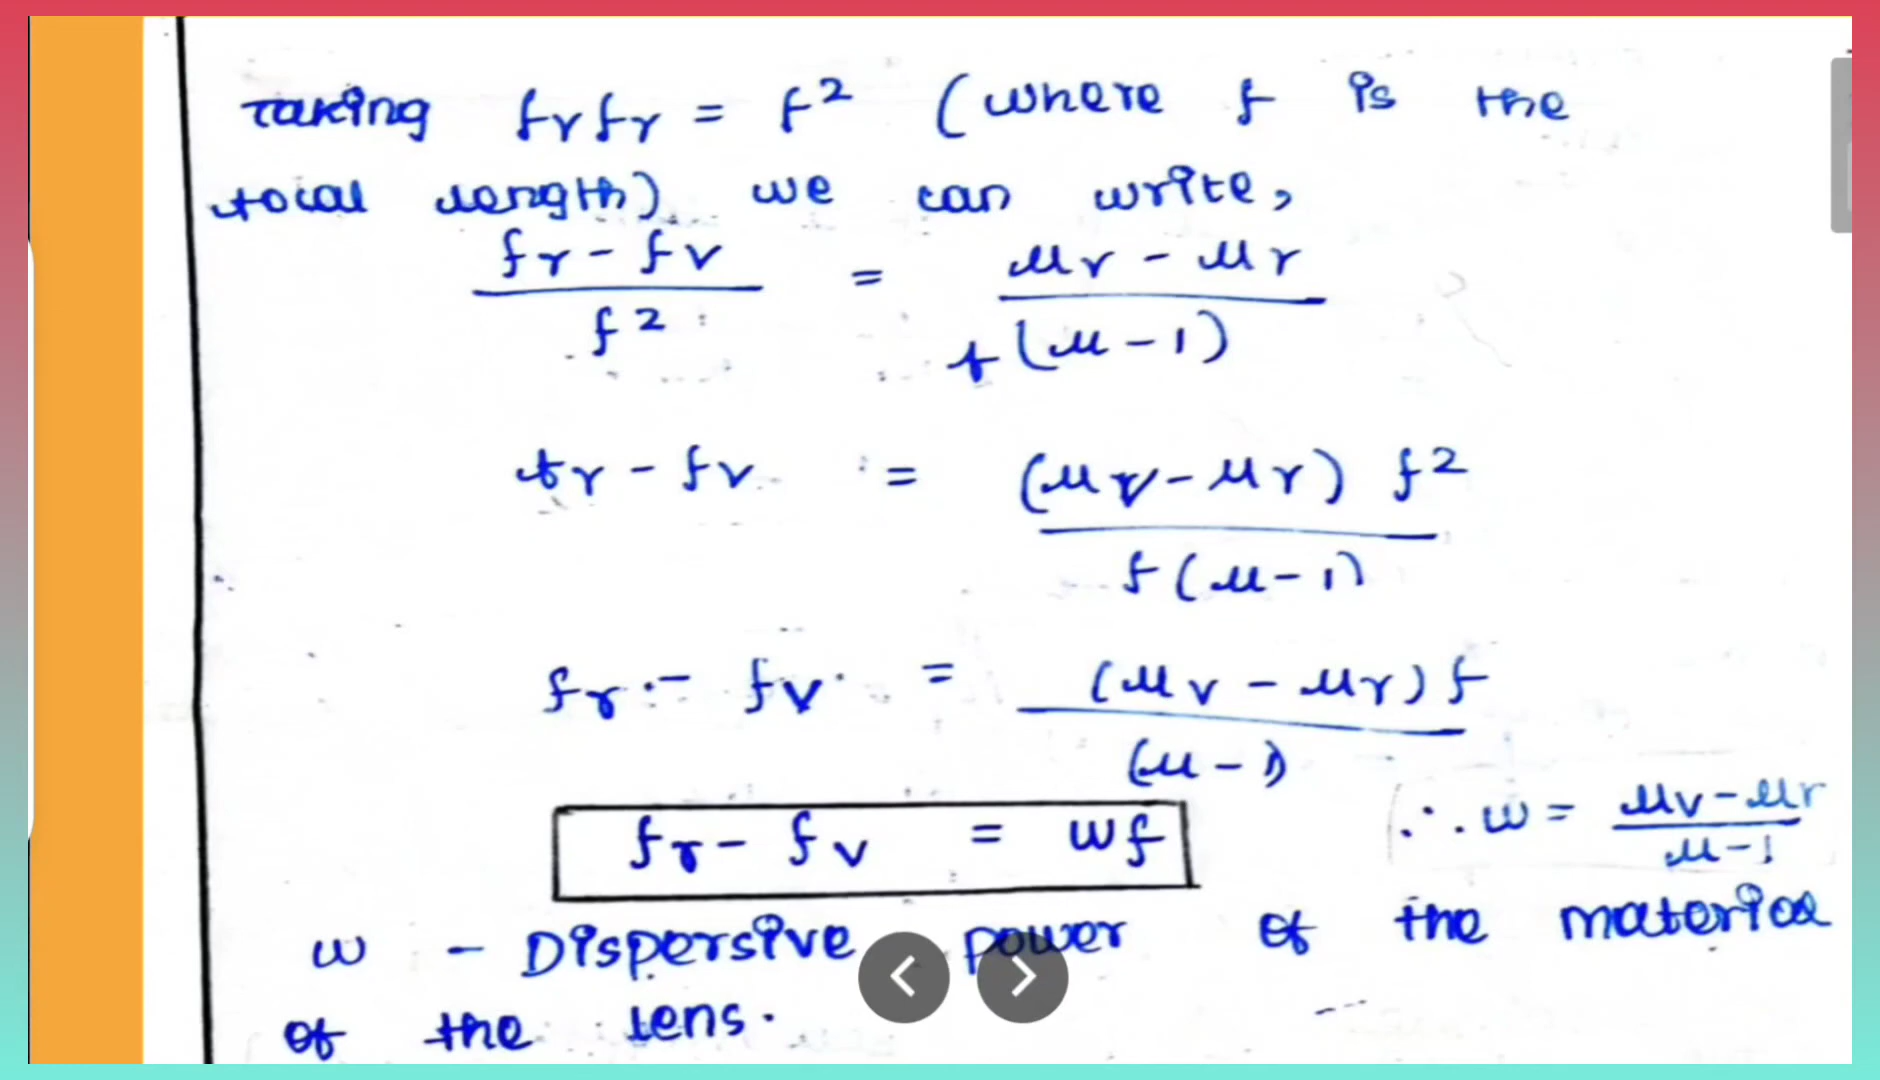 Taking fvfr = f² (where f is the
focal length) we can write,
fr - fv / f² = μv - μr / f(μ - 1)
fr - fv = (μv - μr) f² / f(μ - 1)
fr - fv = (μv - μr) f / (μ - 1)
fr - fv = wf ∴ w = μv - μr / μ - 1
w - Dispersive power of the material
of the lens.